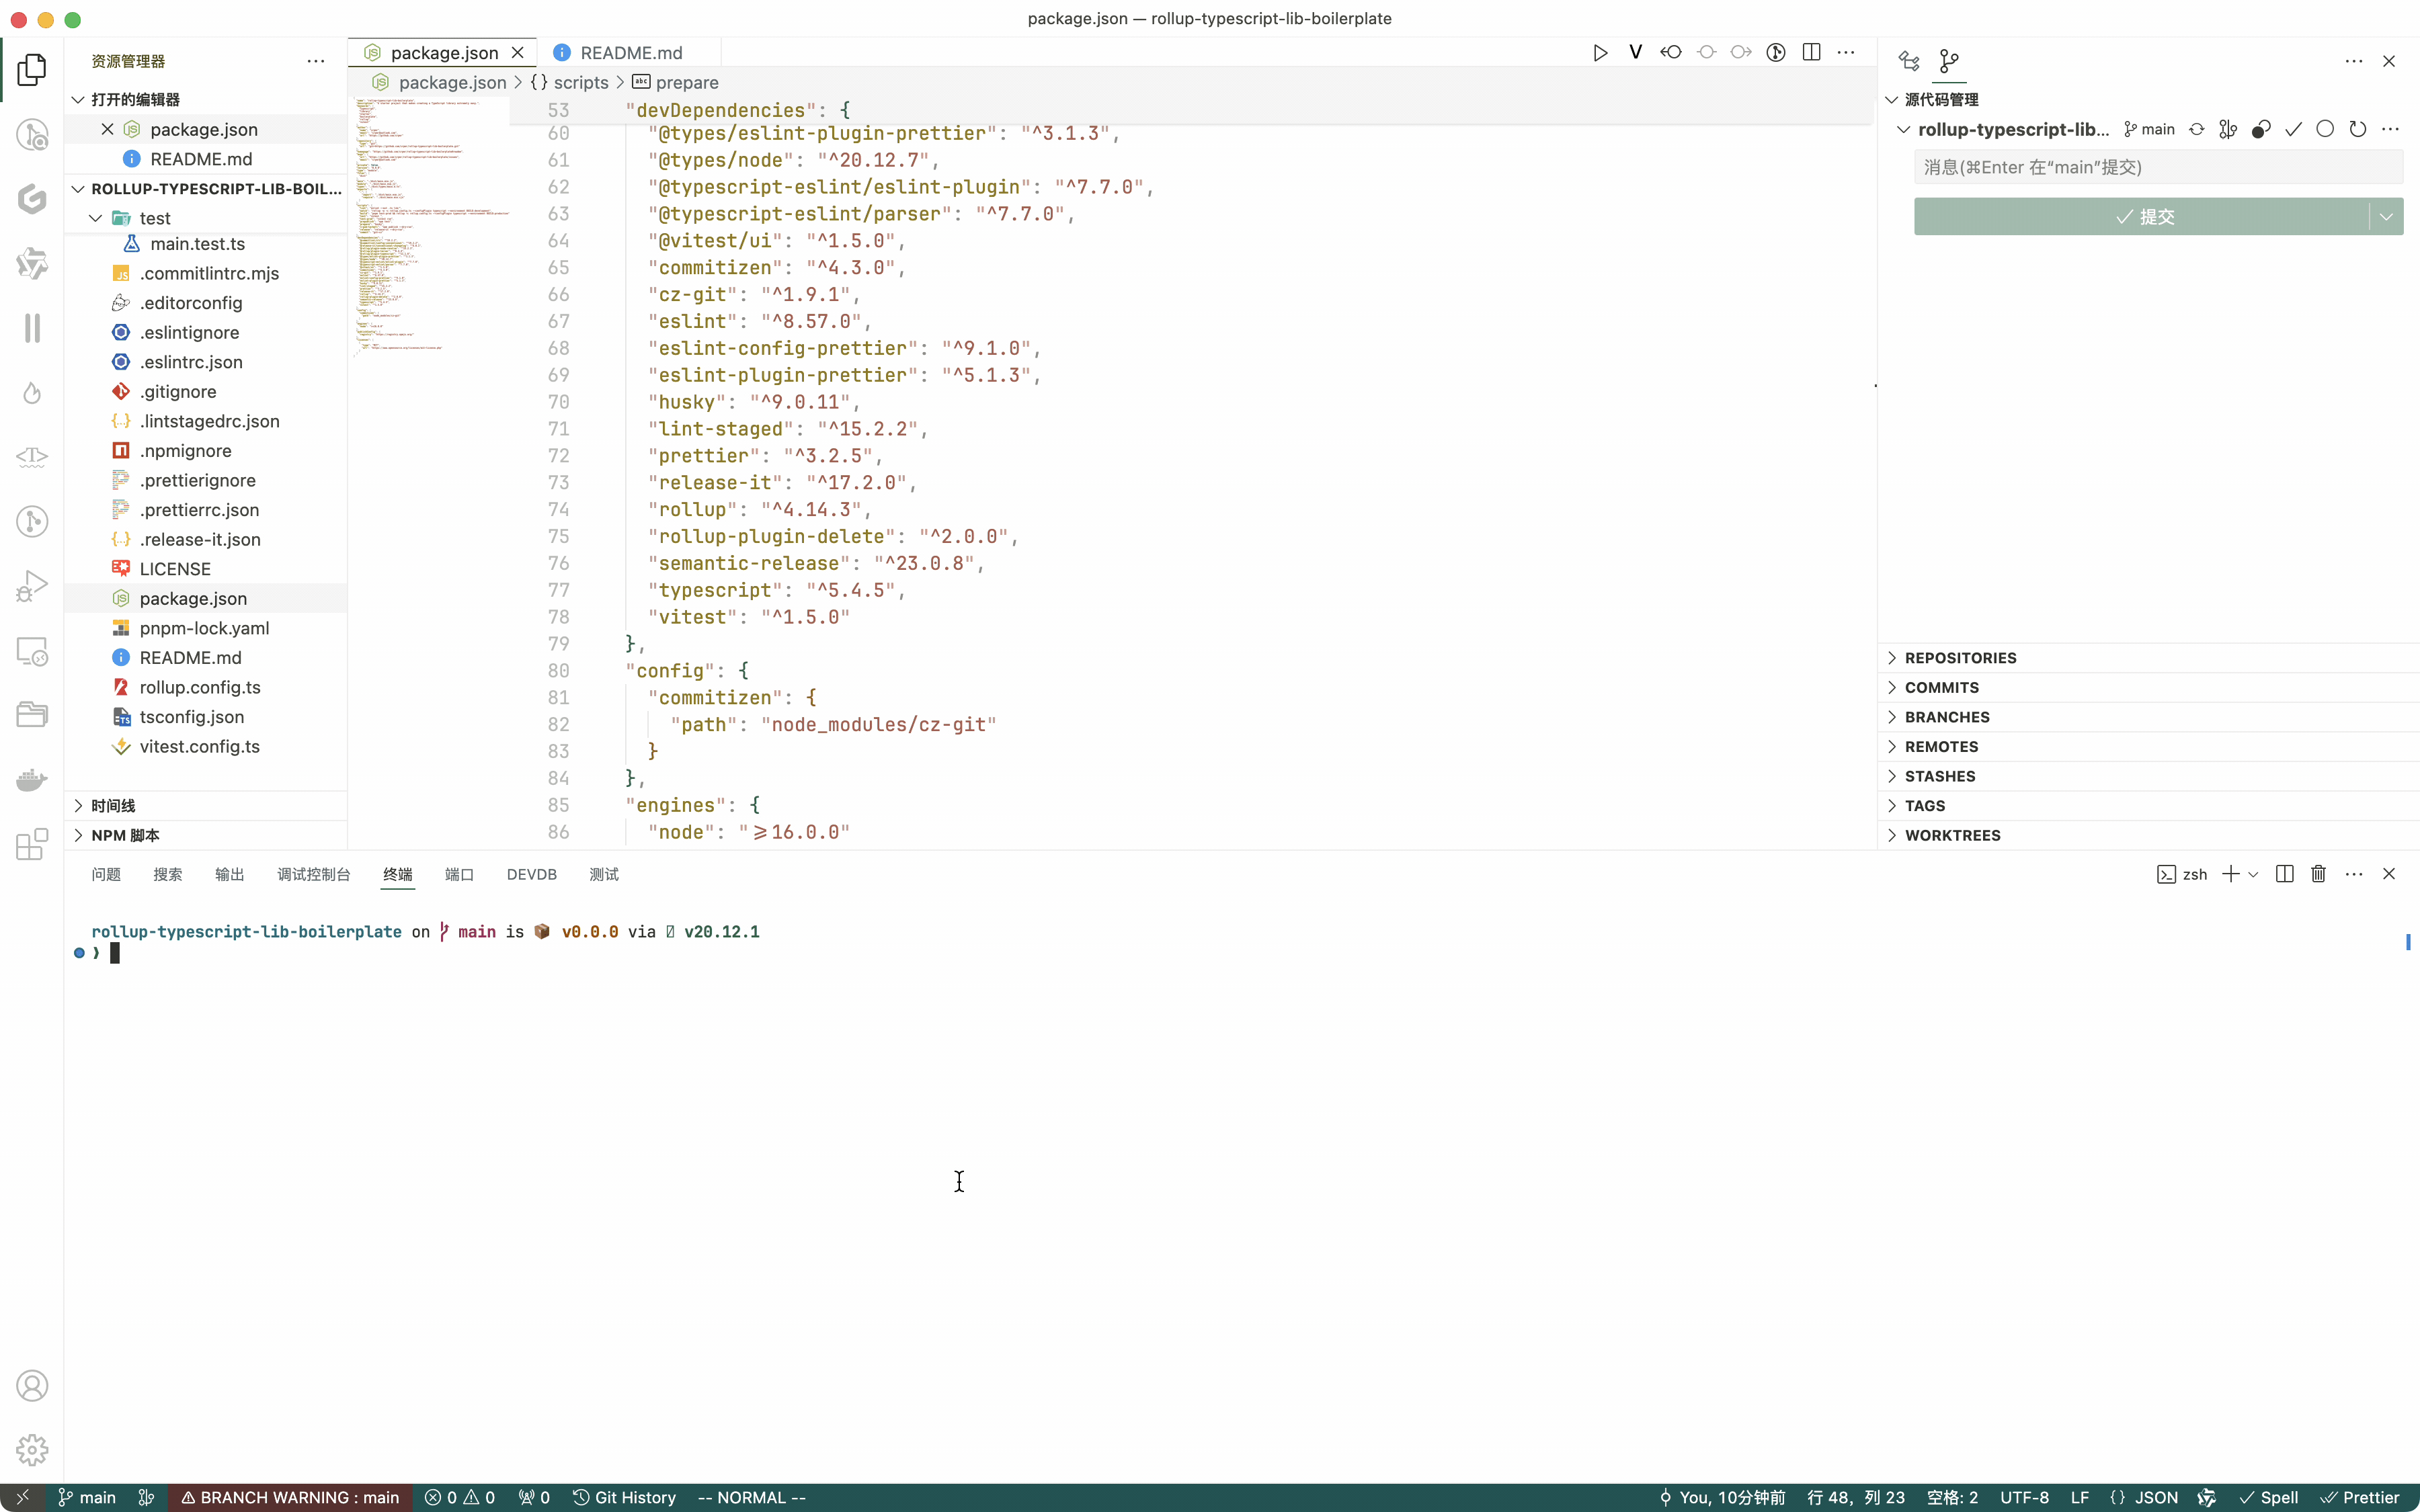 package.json — rollup-typescript-lib-boilerplate
资源管理器
打开的编辑器
package.json
README.md
ROLLUP-TYPESCRIPT-LIB-BOIL...
test
main.test.ts
.commitlintrc.mjs
.editorconfig
.eslintignore
.eslintrc.json
.gitignore
.lintstagedrc.json
.npmignore
.prettierignore
.prettierrc.json
.release-it.json
LICENSE
package.json
pnpm-lock.yaml
README.md
rollup.config.ts
tsconfig.json
vitest.config.ts
时间线
NPM 脚本
package.json
README.md
package.json > {} scripts > abc prepare
53 "devDependencies": {
60 "@types/eslint-plugin-prettier": "^3.1.3",
61 "@types/node": "^20.12.7",
62 "@typescript-eslint/eslint-plugin": "^7.7.0",
63 "@typescript-eslint/parser": "^7.7.0",
64 "@vitest/ui": "^1.5.0",
65 "commitizen": "^4.3.0",
66 "cz-git": "^1.9.1",
67 "eslint": "^8.57.0",
68 "eslint-config-prettier": "^9.1.0",
69 "eslint-plugin-prettier": "^5.1.3",
70 "husky": "^9.0.11",
71 "lint-staged": "^15.2.2",
72 "prettier": "^3.2.5",
73 "release-it": "^17.2.0",
74 "rollup": "^4.14.3",
75 "rollup-plugin-delete": "^2.0.0",
76 "semantic-release": "^23.0.8",
77 "typescript": "^5.4.5",
78 "vitest": "^1.5.0"
79 },
80 "config": {
81 "commitizen": {
82 "path": "node_modules/cz-git"
83 }
84 },
85 "engines": {
86 "node": "≥16.0.0"
源代码管理
rollup-typescript-lib... main
消息(⌘Enter 在“main”提交)
提交
REPOSITORIES
COMMITS
BRANCHES
REMOTES
STASHES
TAGS
WORKTREES
问题 搜索 输出 调试控制台 终端 端口 DEVDB 测试
zsh
rollup-typescript-lib-boilerplate on main is 📦 v0.0.0 via v20.12.1
❯
main
BRANCH WARNING : main
0 0
0
Git History
-- NORMAL --
You, 10分钟前
行 48，列 23
空格: 2
UTF-8
LF
{} JSON
Spell
Prettier